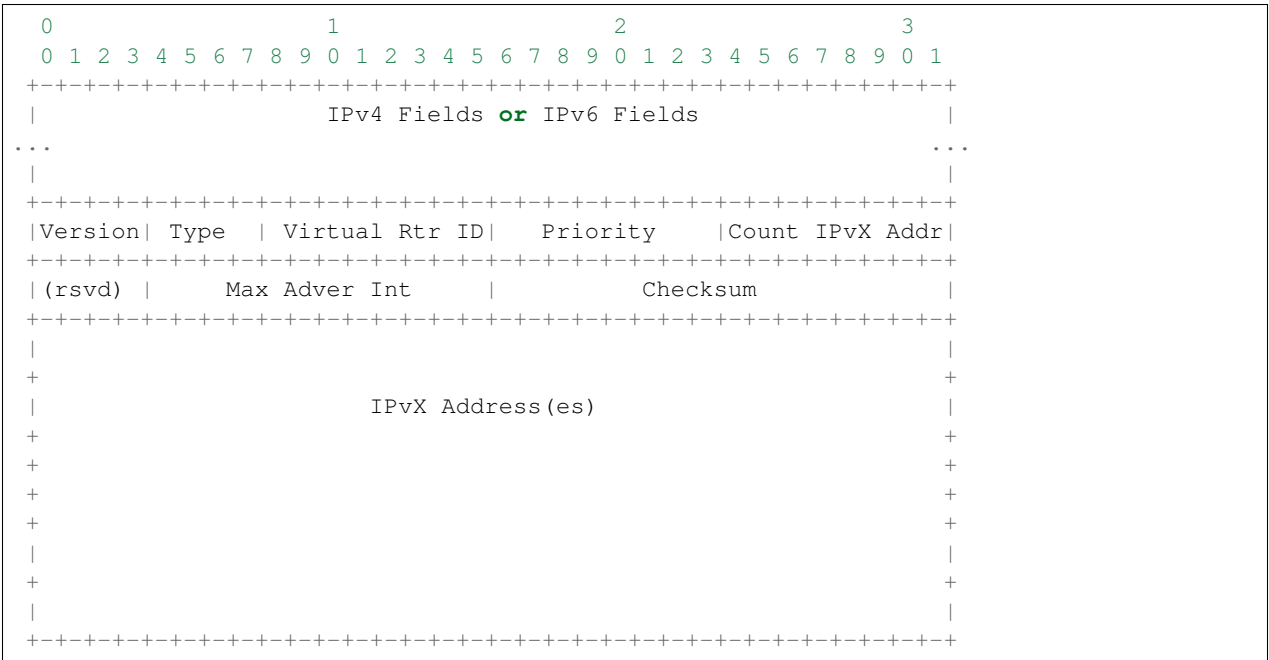 0                   1                   2                   3
 0 1 2 3 4 5 6 7 8 9 0 1 2 3 4 5 6 7 8 9 0 1 2 3 4 5 6 7 8 9 0 1
+-+-+-+-+-+-+-+-+-+-+-+-+-+-+-+-+-+-+-+-+-+-+-+-+-+-+-+-+-+-+-+-+
|                    IPv4 Fields or IPv6 Fields                 |
...                                                             ...
|                                                               |
+-+-+-+-+-+-+-+-+-+-+-+-+-+-+-+-+-+-+-+-+-+-+-+-+-+-+-+-+-+-+-+-+
|Version| Type  | Virtual Rtr ID|   Priority    |Count IPvX Addr|
+-+-+-+-+-+-+-+-+-+-+-+-+-+-+-+-+-+-+-+-+-+-+-+-+-+-+-+-+-+-+-+-+
|(rsvd) |     Max Adver Int     |          Checksum             |
+-+-+-+-+-+-+-+-+-+-+-+-+-+-+-+-+-+-+-+-+-+-+-+-+-+-+-+-+-+-+-+-+
|                                                               |
+                                                               +
|                       IPvX Address(es)                        |
+                                                               +
+                                                               +
+                                                               +
+                                                               +
|                                                               |
+                                                               +
|                                                               |
+-+-+-+-+-+-+-+-+-+-+-+-+-+-+-+-+-+-+-+-+-+-+-+-+-+-+-+-+-+-+-+-+